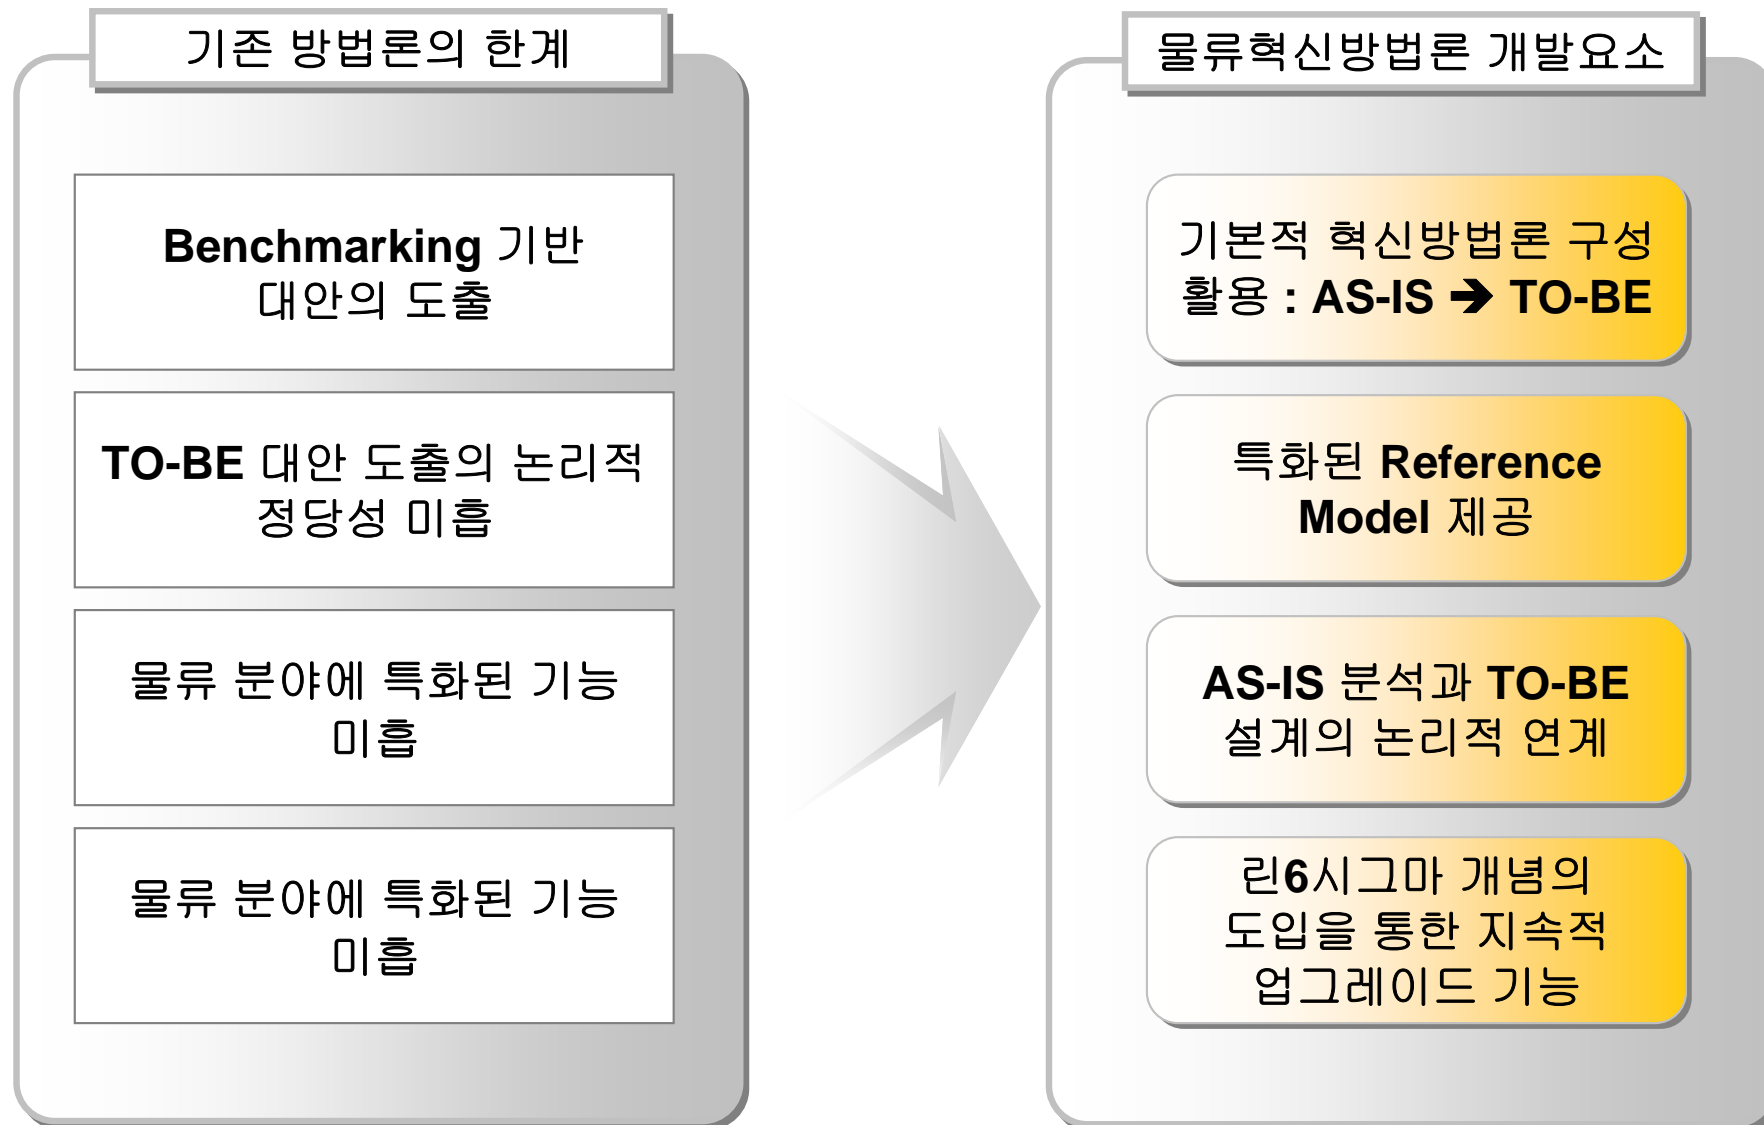 기존 방법론의 한계
Benchmarking 기반
대안의 도출
TO-BE 대안 도출의 논리적
정당성 미흡
물류 분야에 특화된 기능
미흡
물류 분야에 특화된 기능
미흡
물류혁신방법론 개발요소
기본적 혁신방법론 구성
활용 : AS-IS ➔ TO-BE
특화된 Reference
Model 제공
AS-IS 분석과 TO-BE
설계의 논리적 연계
린6시그마 개념의
도입을 통한 지속적
업그레이드 기능